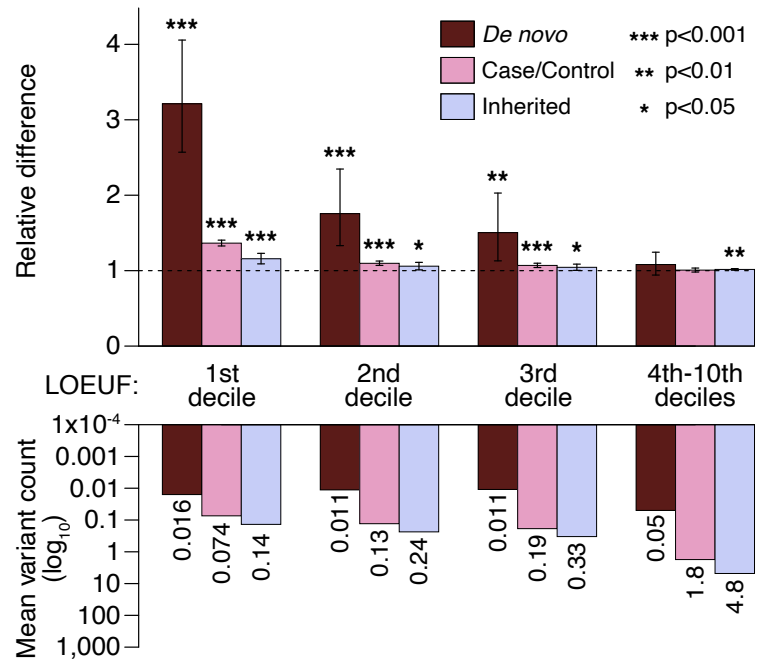 Relative difference
4
3
2
1
0
De novo
Case/Control
Inherited
*** p<0.001
** p<0.01
* p<0.05
***
***
***
***
***
*
**
***
*
**
LOEUF:
1st
decile
2nd
decile
3rd
decile
4th-10th
deciles
Mean variant count
(log10)
1x10-4
0.001
0.01
0.1
1
10
100
1,000
0.016
0.074
0.14
0.011
0.13
0.24
0.011
0.19
0.33
0.05
1.8
4.8